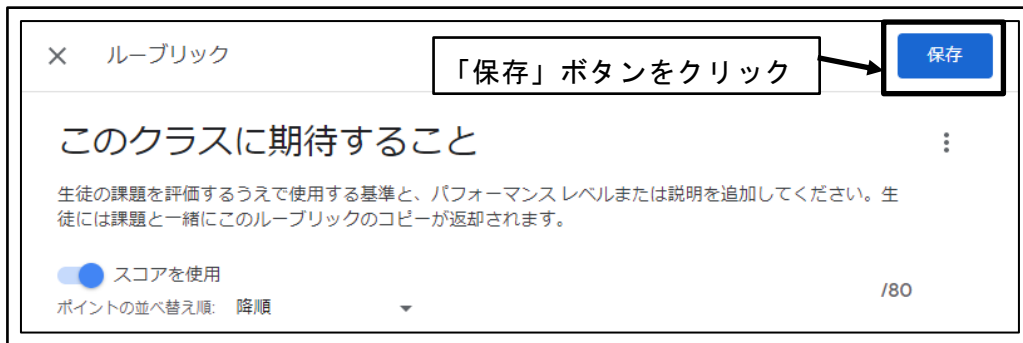 ルーブリック
「保存」ボタンをクリック
保存
このクラスに期待すること
生徒の課題を評価するうえで使用する基準と、パフォーマンス レベルまたは説明を追加してください。生
徒には課題と一緒にこのルーブリックのコピーが返却されます。
スコアを使用
ポイントの並べ替え順: 降順
/80